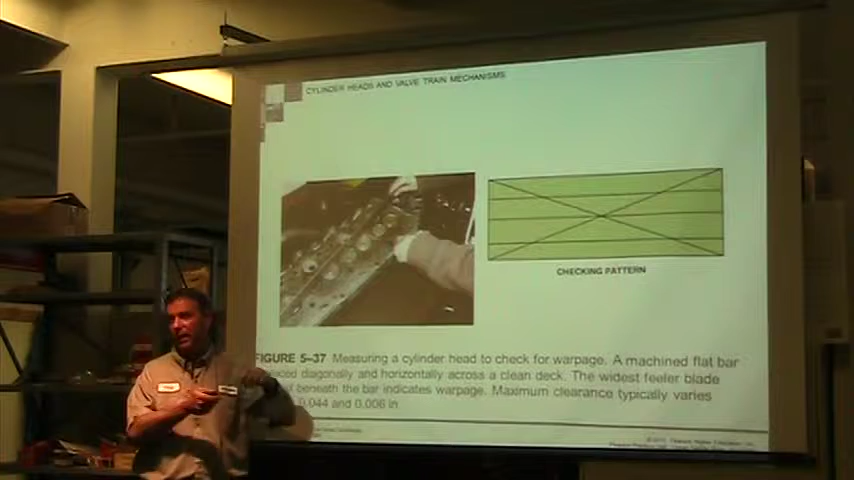 CYLINDER HEADS AND VALVE TRAIN MECHANISMS
CHECKING PATTERN
FIGURE 5–37 Measuring a cylinder head to check for warpage. A machined flat bar
placed diagonally and horizontally across a clean deck. The widest feeler blade
beneath the bar indicates warpage. Maximum clearance typically varies
0.044 and 0.006 in.